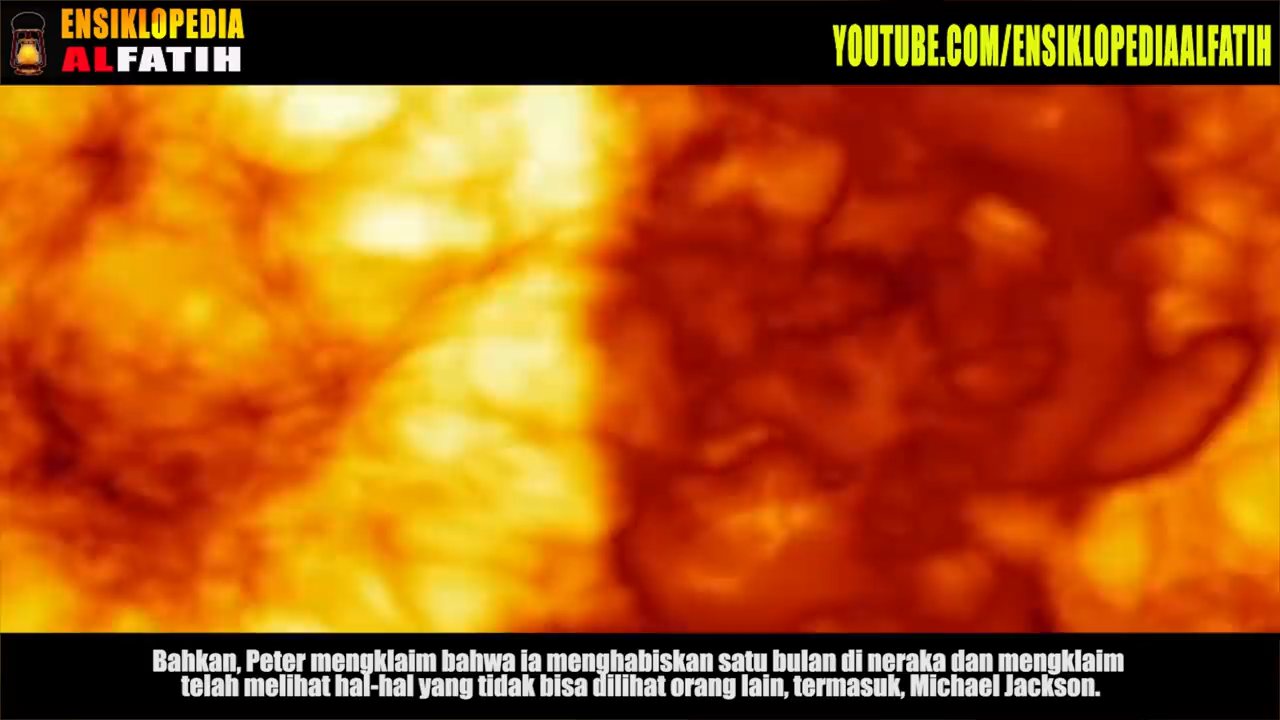 ENSIKLOPEDIA
ALFATIH
YOUTUBE.COM/ENSIKLOPEDIAALFATIH
Bahkan, Peter mengklaim bahwa ia menghabiskan satu bulan di neraka dan mengklaim
telah melihat hal-hal yang tidak bisa dilihat orang lain, termasuk, Michael Jackson.